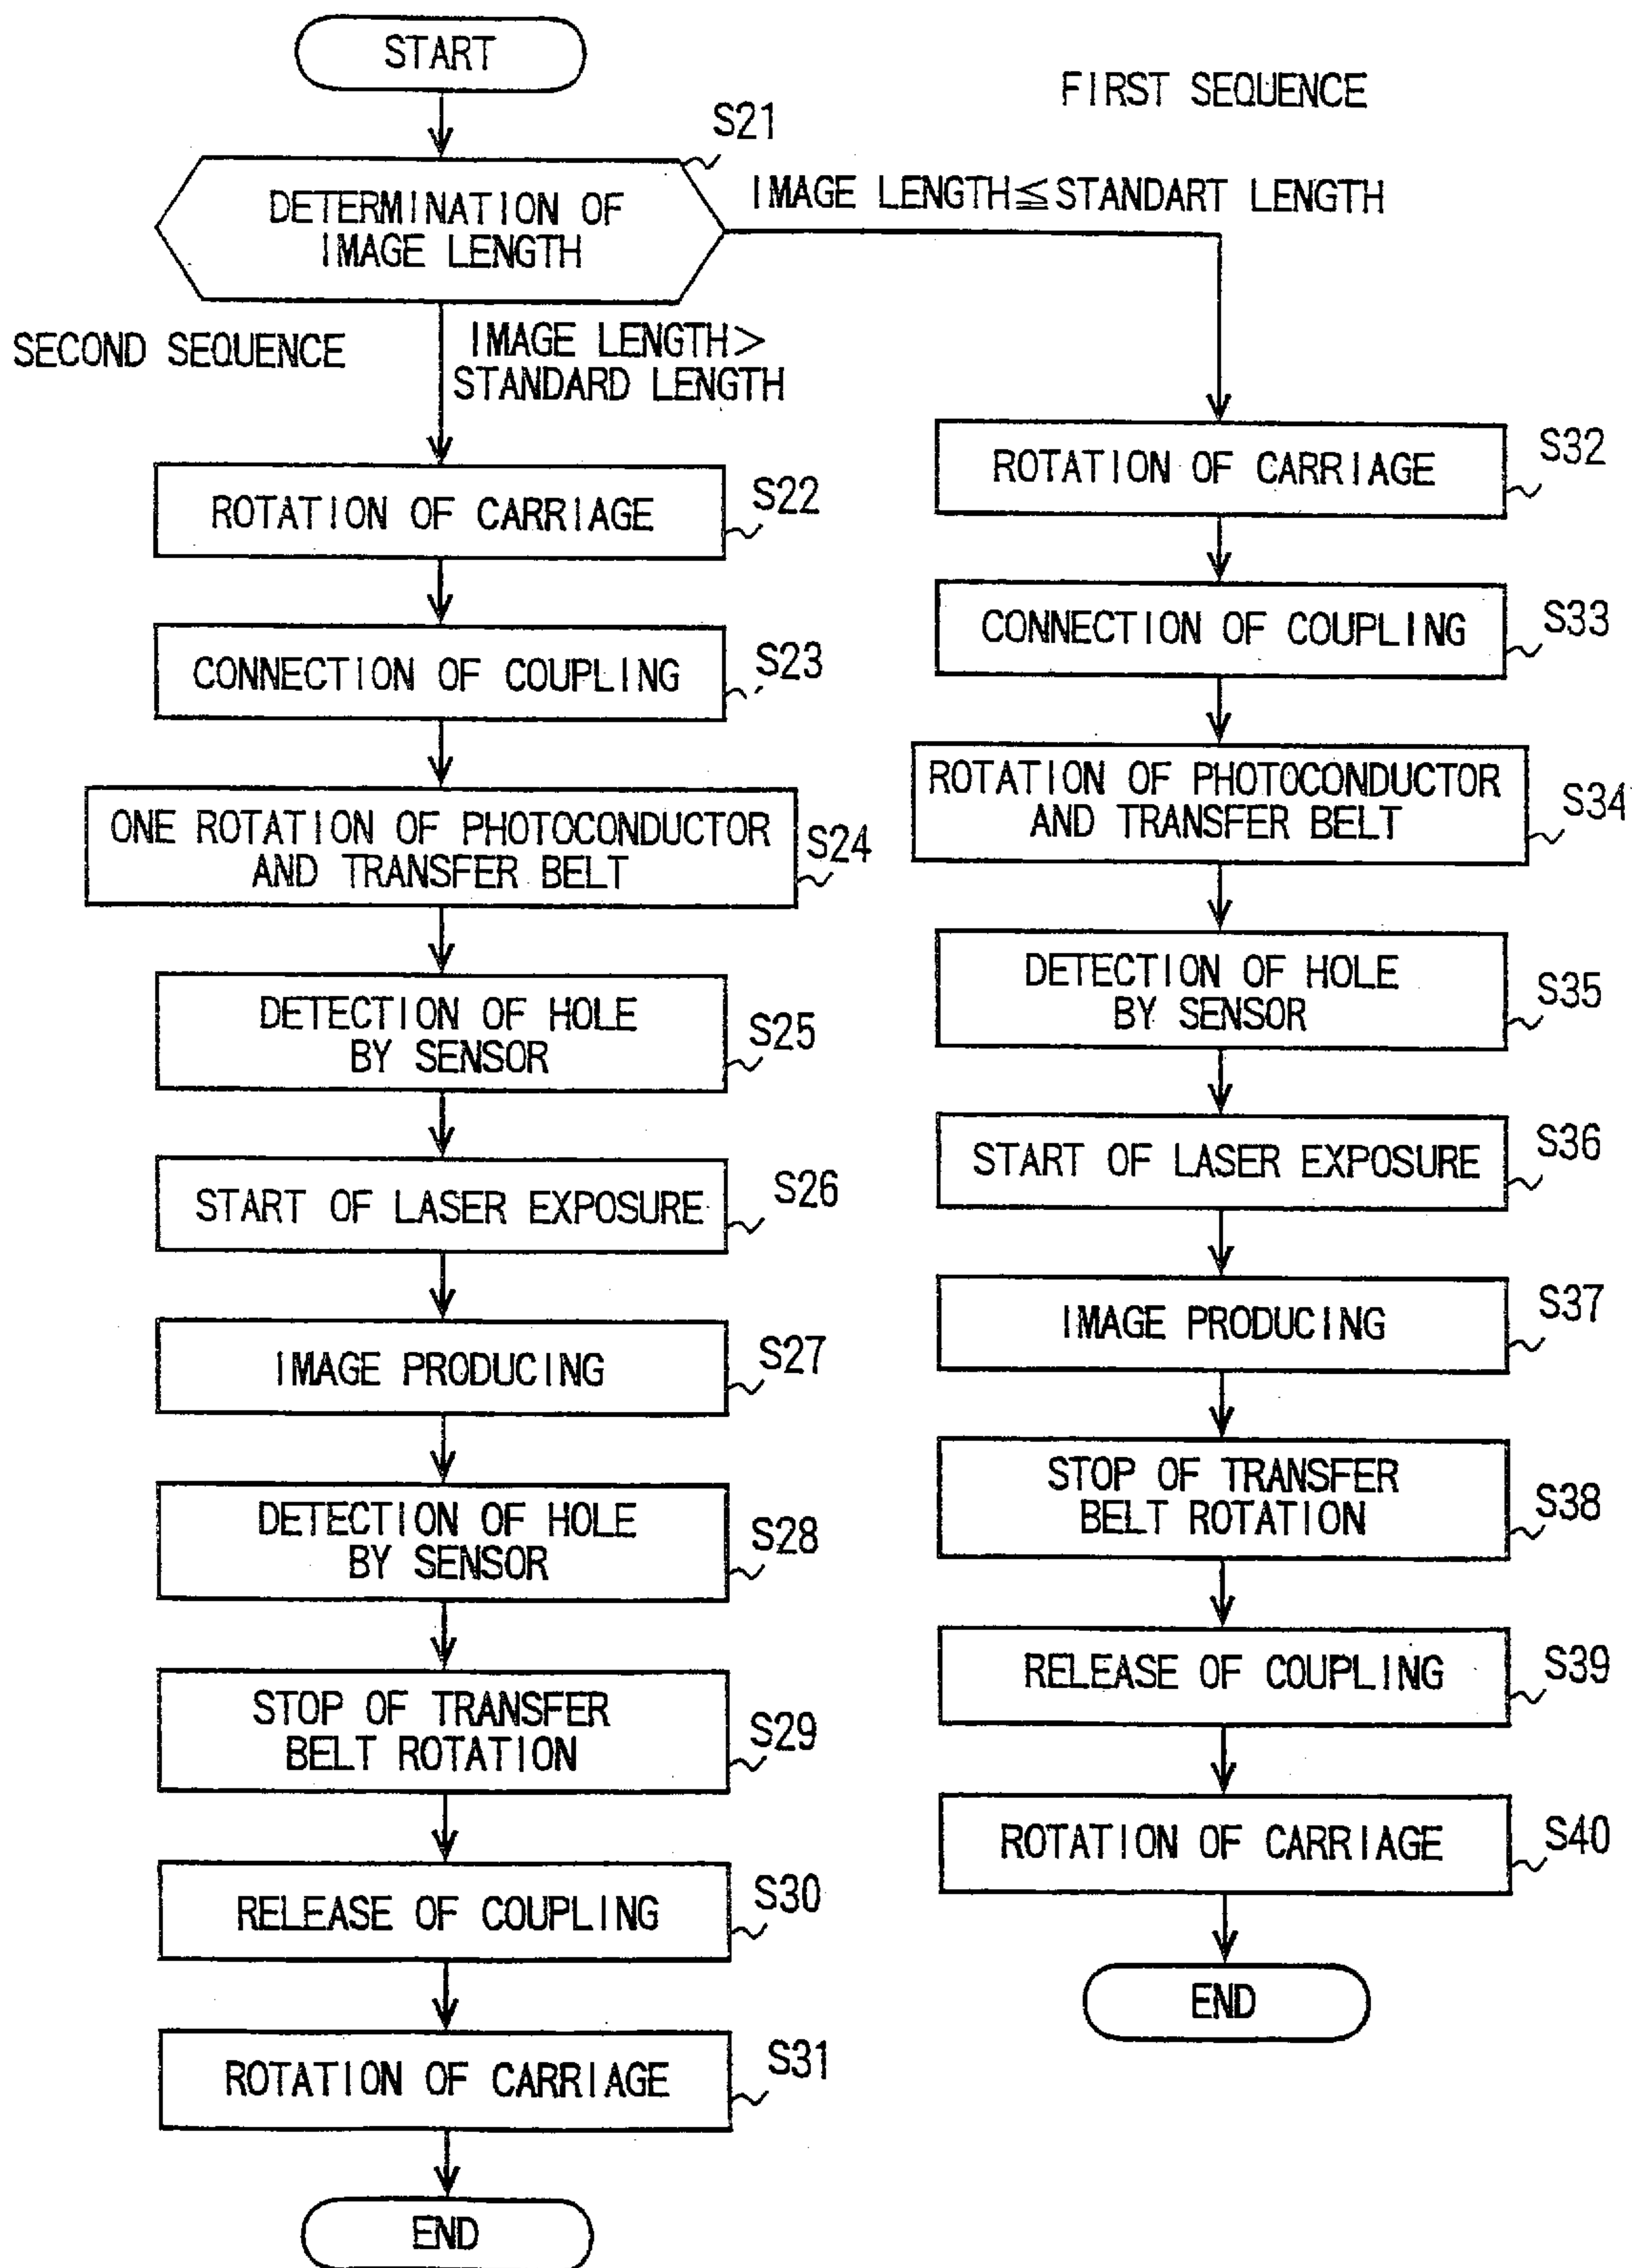 START
FIRST SEQUENCE
S21
DETERMINATION OF
IMAGE LENGTH
IMAGE LENGTH≦STANDART LENGTH
SECOND SEQUENCE
IMAGE LENGTH>
STANDARD LENGTH
ROTATION OF CARRIAGE
S22
CONNECTION OF COUPLING
S23
ONE ROTATION OF PHOTOCONDUCTOR
AND TRANSFER BELT
S24
DETECTION OF HOLE
BY SENSOR
S25
START OF LASER EXPOSURE
S26
IMAGE PRODUCING
S27
DETECTION OF HOLE
BY SENSOR
S28
STOP OF TRANSFER
BELT ROTATION
S29
RELEASE OF COUPLING
S30
ROTATION OF CARRIAGE
S31
END
ROTATION OF CARRIAGE
S32
CONNECTION OF COUPLING
S33
ROTATION OF PHOTOCONDUCTOR
AND TRANSFER BELT
S34
DETECTION OF HOLE
BY SENSOR
S35
START OF LASER EXPOSURE
S36
IMAGE PRODUCING
S37
STOP OF TRANSFER
BELT ROTATION
S38
RELEASE OF COUPLING
S39
ROTATION OF CARRIAGE
S40
END